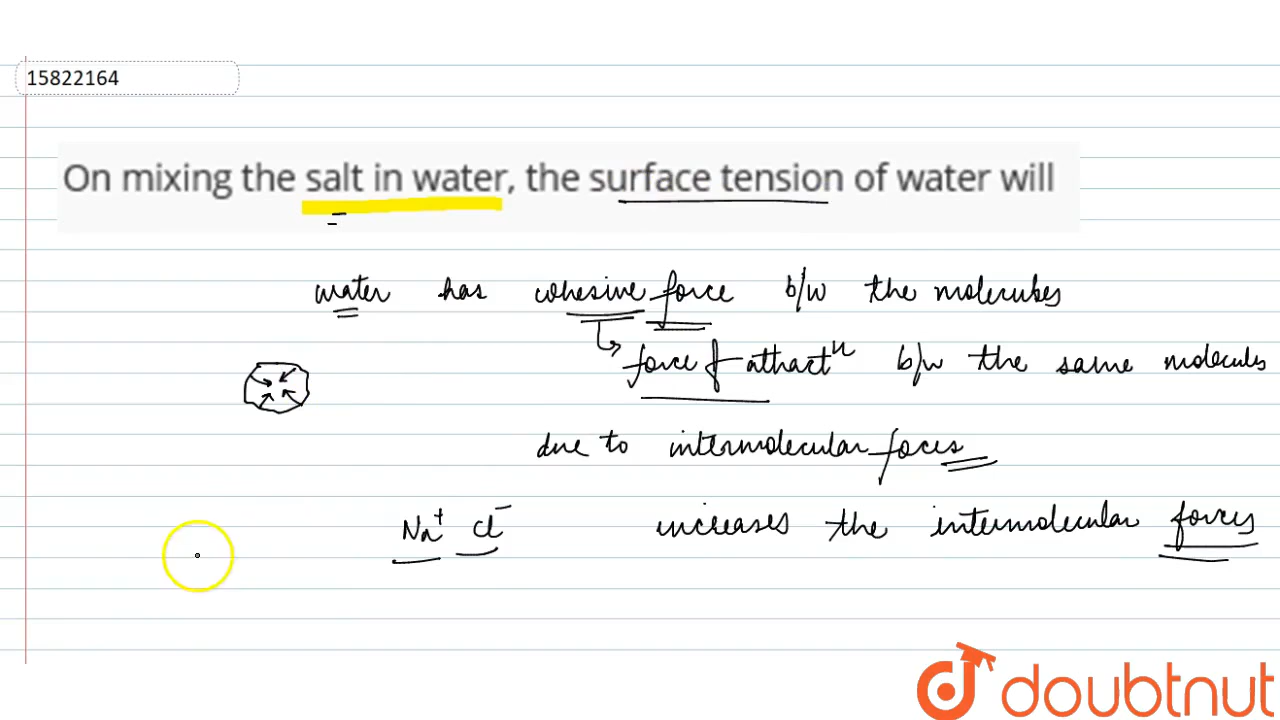 15822164
On mixing the salt in water, the surface tension of water will
water has cohesive force b/w the molecules
force of attractn b/w the same molecules
due to intermolecular foces
Na+ Cl- increases the intermolecular forces
doubtnut